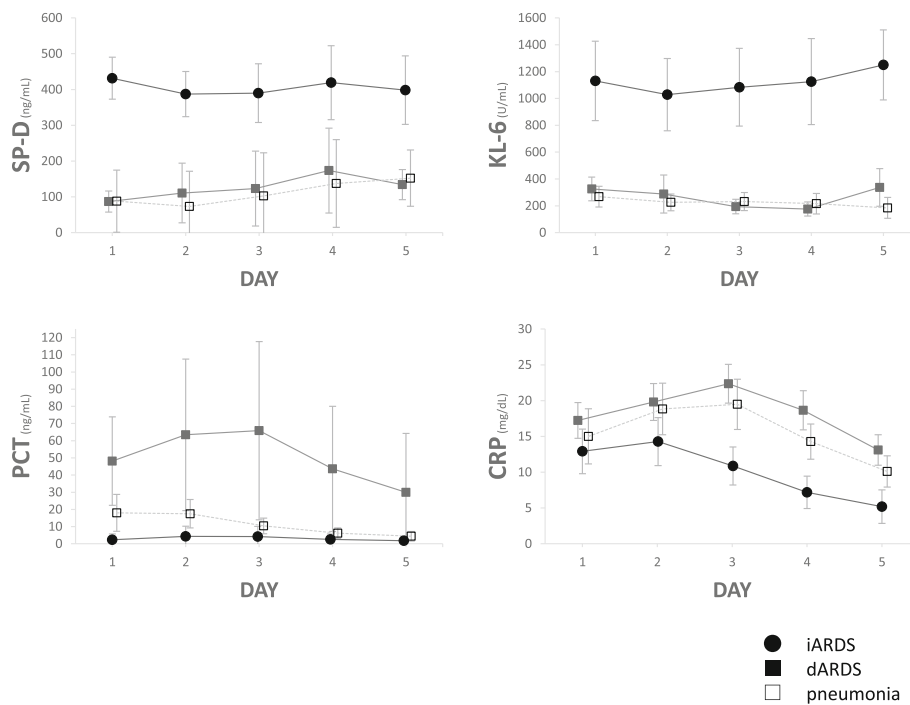 600
500
400
300
200
100
0
SP-D (ng/mL)
1 2 3 4 5
DAY
1600
1400
1200
1000
800
600
400
200
0
KL-6 (U/mL)
1 2 3 4 5
DAY
120
110
100
90
80
70
60
50
40
30
20
10
0
PCT (ng/mL)
1 2 3 4 5
DAY
30
25
20
15
10
5
0
CRP (mg/dL)
1 2 3 4 5
DAY
iARDS
dARDS
pneumonia